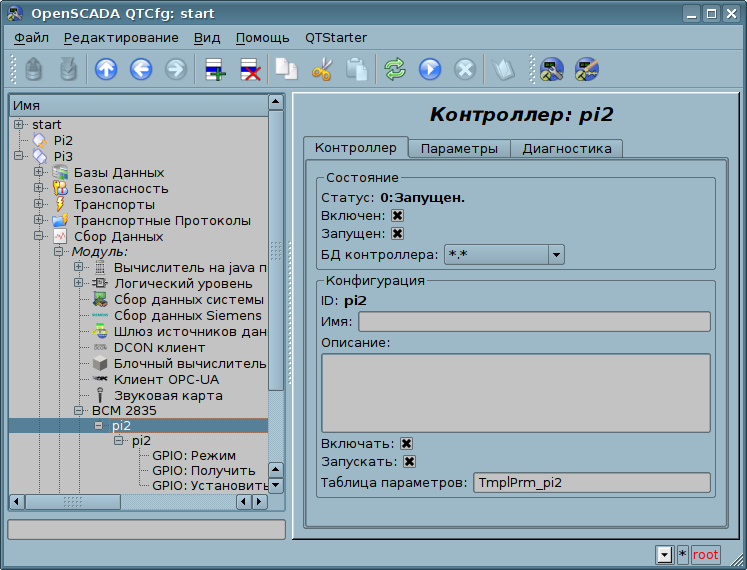 OpenSCADA QTCfg: start
Файл Редактирование Вид Помощь QTStarter
Имя
start
Pi2
Pi3
Базы Данных
Безопасность
Транспорты
Транспортные Протоколы
Сбор Данных
Модуль:
Вычислитель на java п
Логический уровень
Сбор данных системы
Сбор данных Siemens
Шлюз источников дан
DCON клиент
Блочный вычислитель
Клиент OPC-UA
Звуковая карта
BCM 2835
pi2
pi2
GPIO: Режим
GPIO: Получить
GPIO: Установить
Контроллер: pi2
Контроллер Параметры Диагностика
Состояние
Статус: 0:Запущен.
Включен:
Запущен:
БД контроллера: *.*
Конфигурация
ID: pi2
Имя:
Описание:
Включать:
Запускать:
Таблица параметров: TmplPrm_pi2
* root